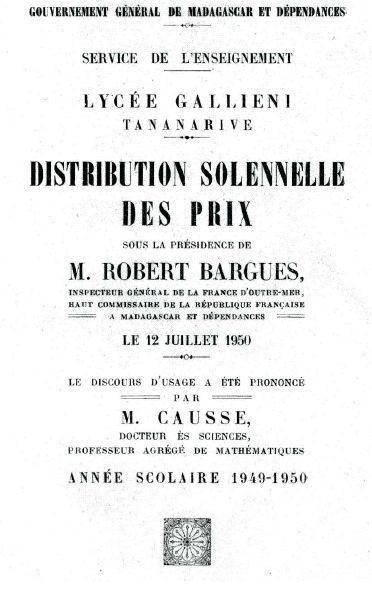 GOUVERNEMENT GÉNÉRAL DE MADAGASCAR ET DÉPENDANCES
SERVICE DE L'ENSEIGNEMENT
LYCÉE GALLIENI
TANANARIVE
DISTRIBUTION SOLENNELLE
DES PRIX
SOUS LA PRÉSIDENCE DE
M. ROBERT BARGUES,
INSPECTEUR GÉNÉRAL DE LA FRANCE D'OUTRE-MER,
HAUT COMMISSAIRE DE LA RÉPUBLIQUE FRANÇAISE
A MADAGASCAR ET DÉPENDANCES
LE 12 JUILLET 1950
LE DISCOURS D'USAGE A ÉTÉ PRONONCÉ
PAR
M. CAUSSE,
DOCTEUR ÈS SCIENCES,
PROFESSEUR AGRÉGÉ DE MATHÉMATIQUES
ANNÉE SCOLAIRE 1949-1950